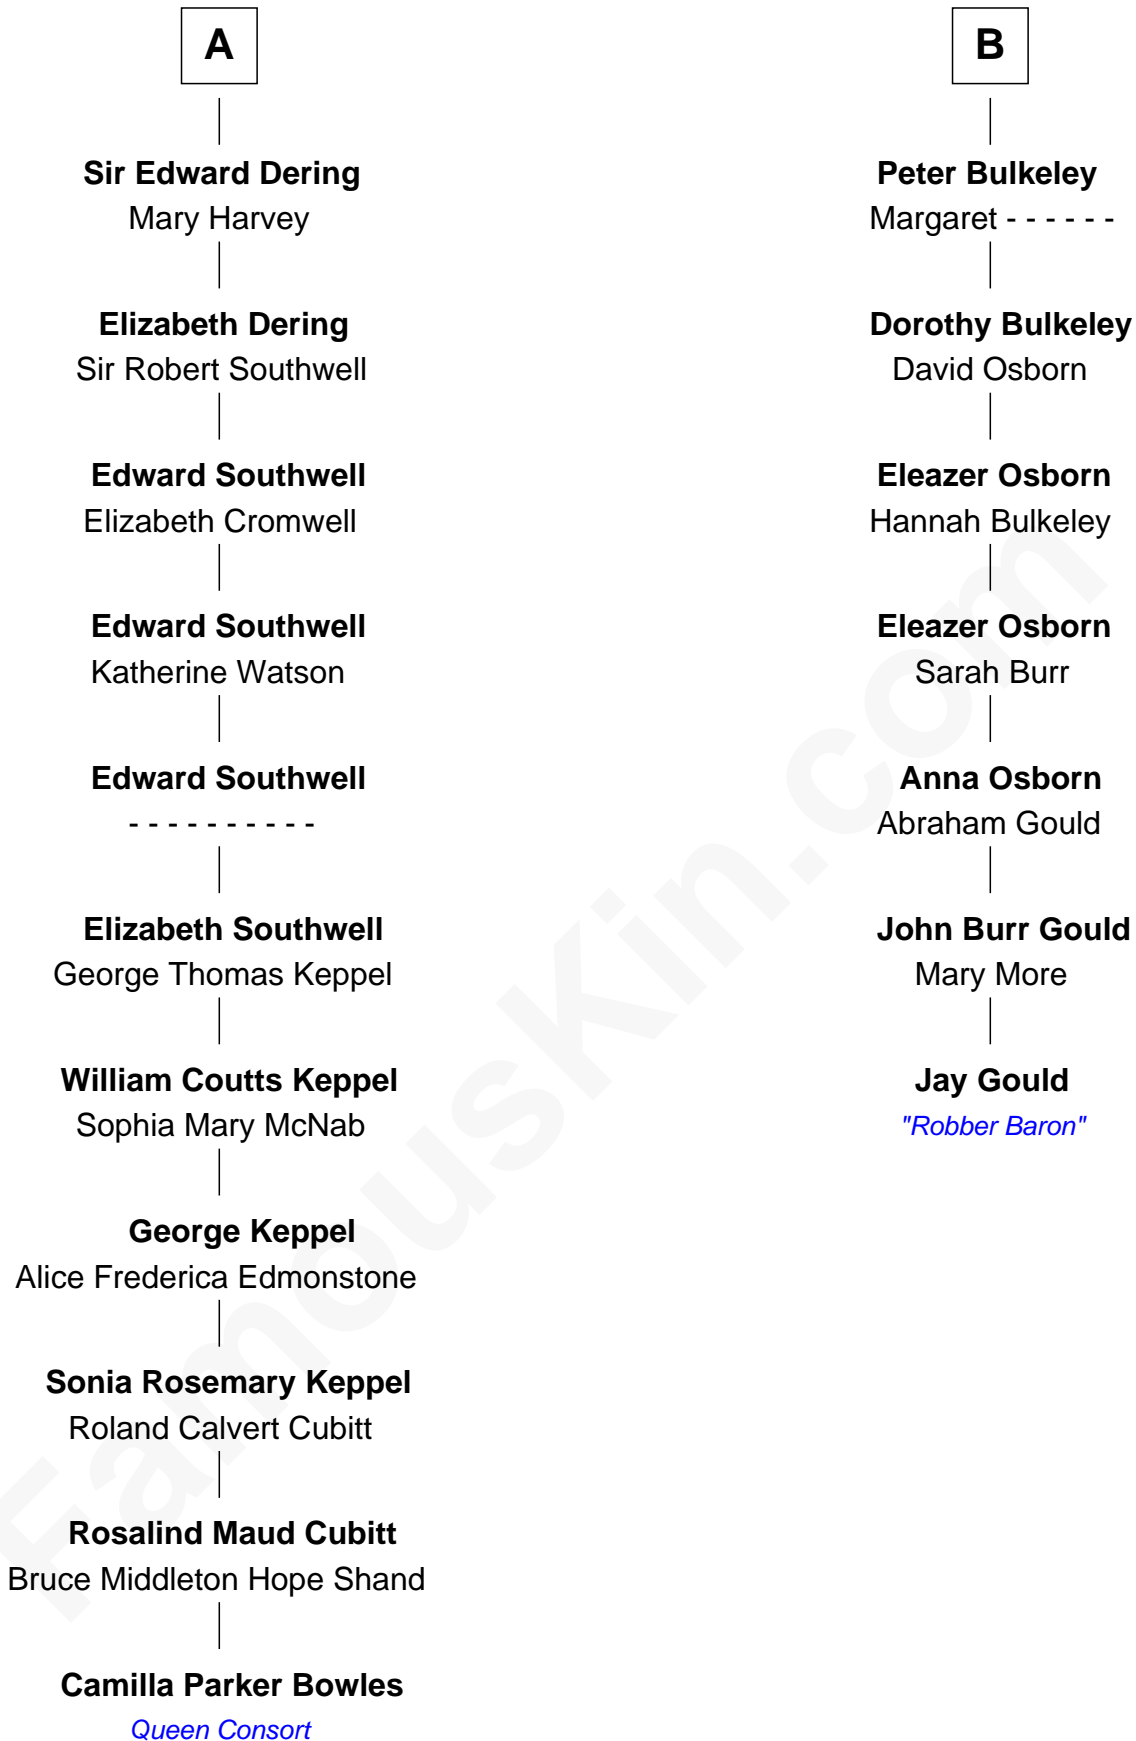 A
Sir Edward Dering
Mary Harvey
Elizabeth Dering
Sir Robert Southwell
Edward Southwell
Elizabeth Cromwell
Edward Southwell
Katherine Watson
Edward Southwell
- - - - - - - - - -
Elizabeth Southwell
George Thomas Keppel
William Coutts Keppel
Sophia Mary McNab
George Keppel
Alice Frederica Edmonstone
Sonia Rosemary Keppel
Roland Calvert Cubitt
Rosalind Maud Cubitt
Bruce Middleton Hope Shand
Camilla Parker Bowles
Queen Consort
B
Peter Bulkeley
Margaret - - - - - -
Dorothy Bulkeley
David Osborn
Eleazer Osborn
Hannah Bulkeley
Eleazer Osborn
Sarah Burr
Anna Osborn
Abraham Gould
John Burr Gould
Mary More
Jay Gould
"Robber Baron"
FamousKin.com